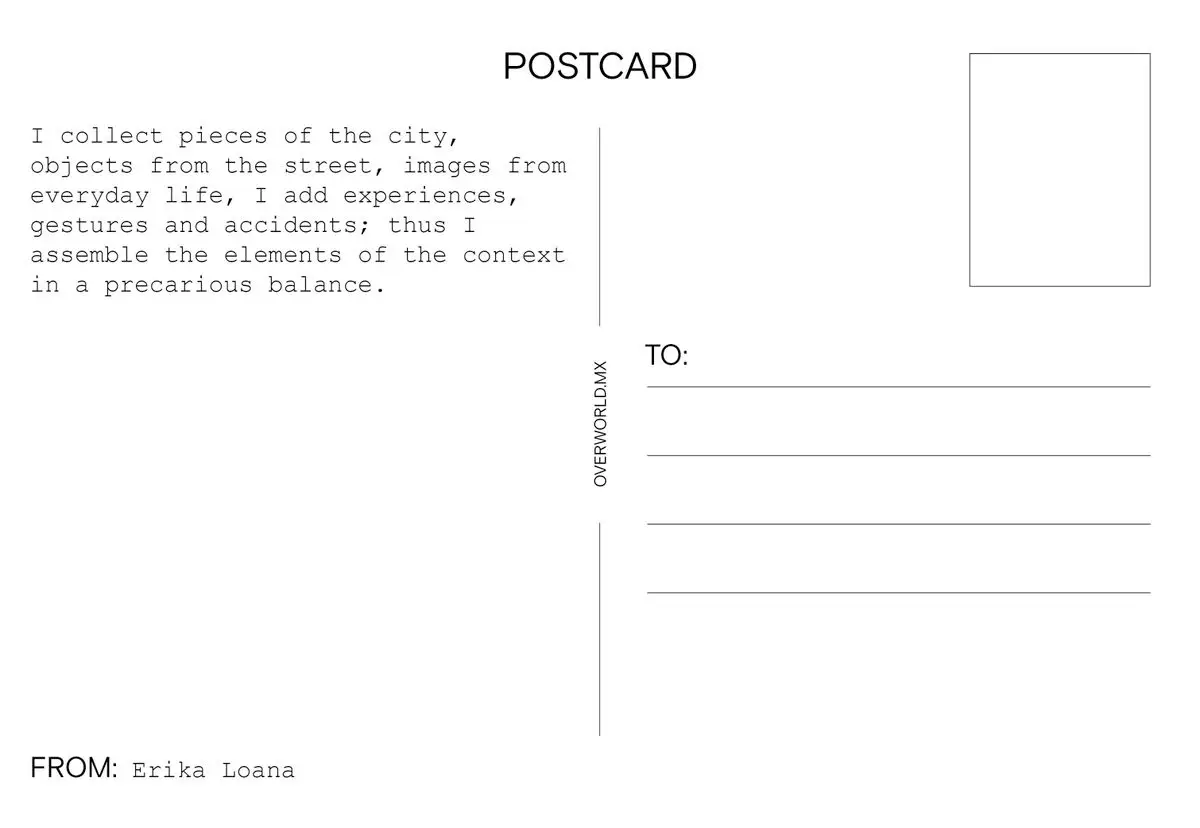 POSTCARD
I collect pieces of the city,
objects from the street, images from
everyday life, I add experiences,
gestures and accidents; thus I
assemble the elements of the context
in a precarious balance.
OVERWORLD.MX
TO:
FROM: Erika Loana